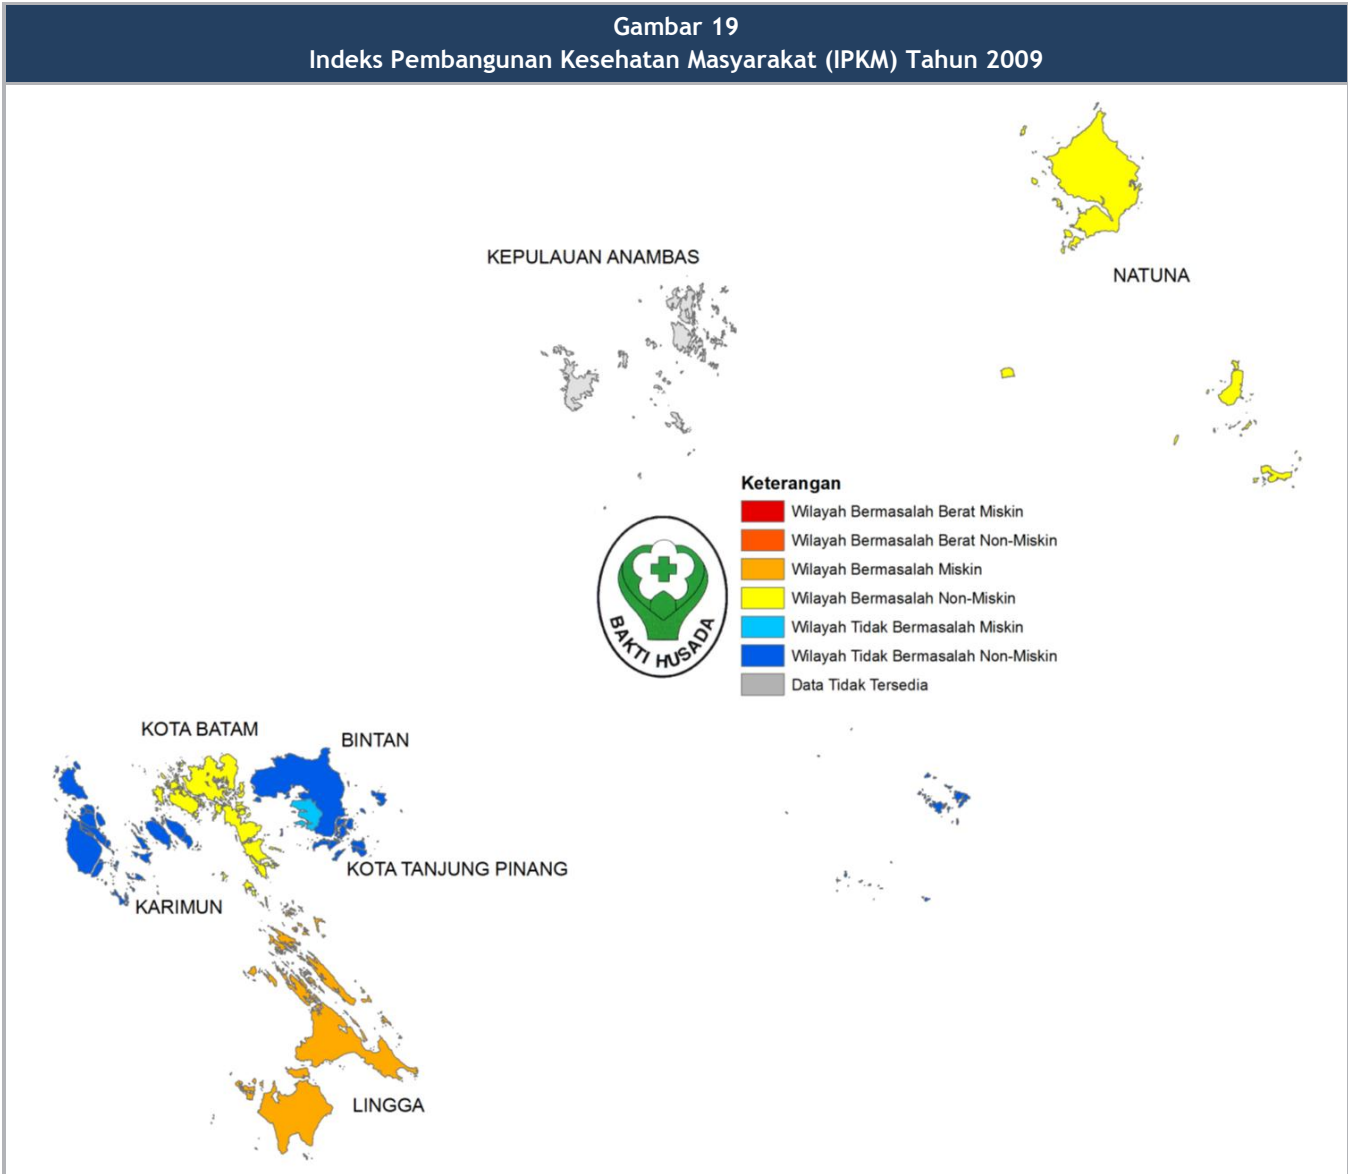 Gambar 19
Indeks Pembangunan Kesehatan Masyarakat (IPKM) Tahun 2009
KEPULAUAN ANAMBAS
NATUNA
Keterangan
Wilayah Bermasalah Berat Miskin
Wilayah Bermasalah Berat Non-Miskin
Wilayah Bermasalah Miskin
Wilayah Bermasalah Non-Miskin
Wilayah Tidak Bermasalah Miskin
Wilayah Tidak Bermasalah Non-Miskin
Data Tidak Tersedia
BAKTI HUSADA
KOTA BATAM
BINTAN
KOTA TANJUNG PINANG
KARIMUN
LINGGA